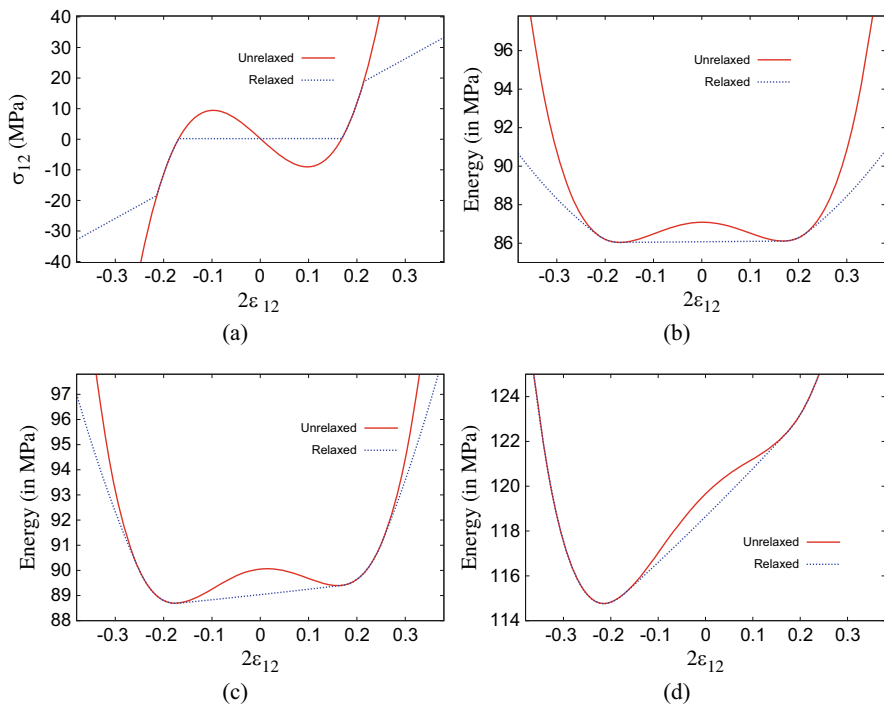 40
30
20
10
0
-10
-20
-30
-40
σ12 (MPa)
Unrelaxed
Relaxed
-0.3 -0.2 -0.1 0 0.1 0.2 0.3
2ε12
(a)
96
94
92
90
88
86
Energy (in MPa)
Unrelaxed
Relaxed
-0.3 -0.2 -0.1 0 0.1 0.2 0.3
2ε12
(b)
97
96
95
94
93
92
91
90
89
88
Energy (in MPa)
Unrelaxed
Relaxed
-0.3 -0.2 -0.1 0 0.1 0.2 0.3
2ε12
(c)
124
122
120
118
116
114
Energy (in MPa)
Unrelaxed
Relaxed
-0.3 -0.2 -0.1 0 0.1 0.2 0.3
2ε12
(d)